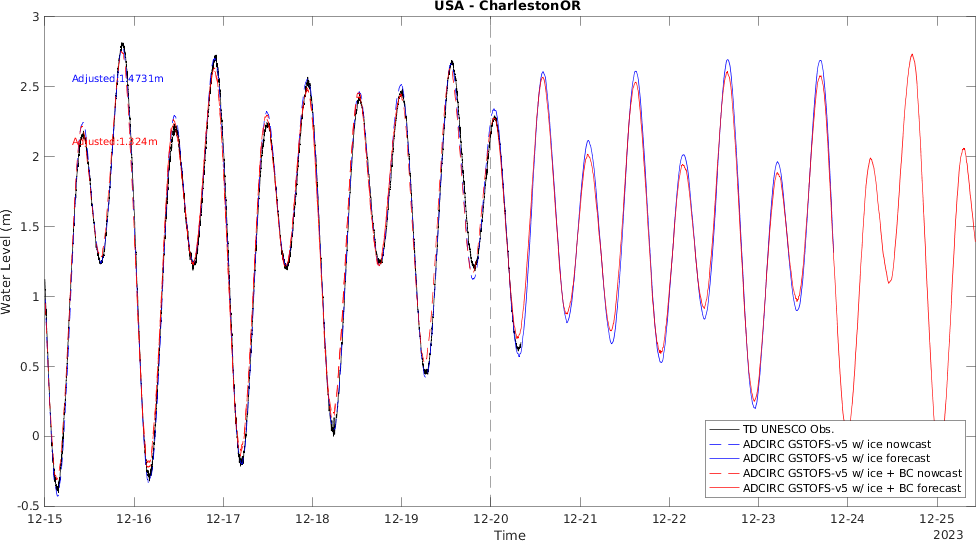 USA - CharlestonOR
3
2.5
2
1.5
1
0.5
0
-0.5
Water Level (m)
Adjusted:1.4731m
Adjusted:1.324m
TD UNESCO Obs.
ADCIRC GSTOFS-v5 w/ ice nowcast
ADCIRC GSTOFS-v5 w/ ice forecast
ADCIRC GSTOFS-v5 w/ ice + BC nowcast
ADCIRC GSTOFS-v5 w/ ice + BC forecast
12-15 12-16 12-17 12-18 12-19 12-20 12-21 12-22 12-23 12-24 12-25
Time
2023